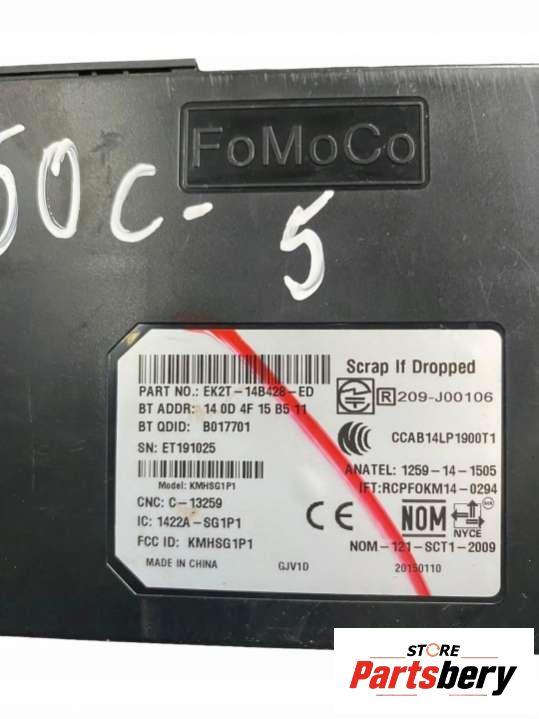 FoMoCo
50 C-
5
Scrap If Dropped
PART NO.: EK2T-14B428-ED
BT ADDR: 14 0D 4F 15 B5 11
BT QDID: B017701
SN: ET191025
Model: KMHSG1P1
CNC: C-13259
IC: 1422A-SG1P1
FCC ID: KMHSG1P1
MADE IN CHINA
GJV1D
R 209-J00106
CCAB14LP1900T1
ANATEL: 1259-14-1505
IFT:RCPFOKM14-0294
CE
NOM
NYCE
NOM-121-SCT1-2009
20150110
STORE
Partsbery